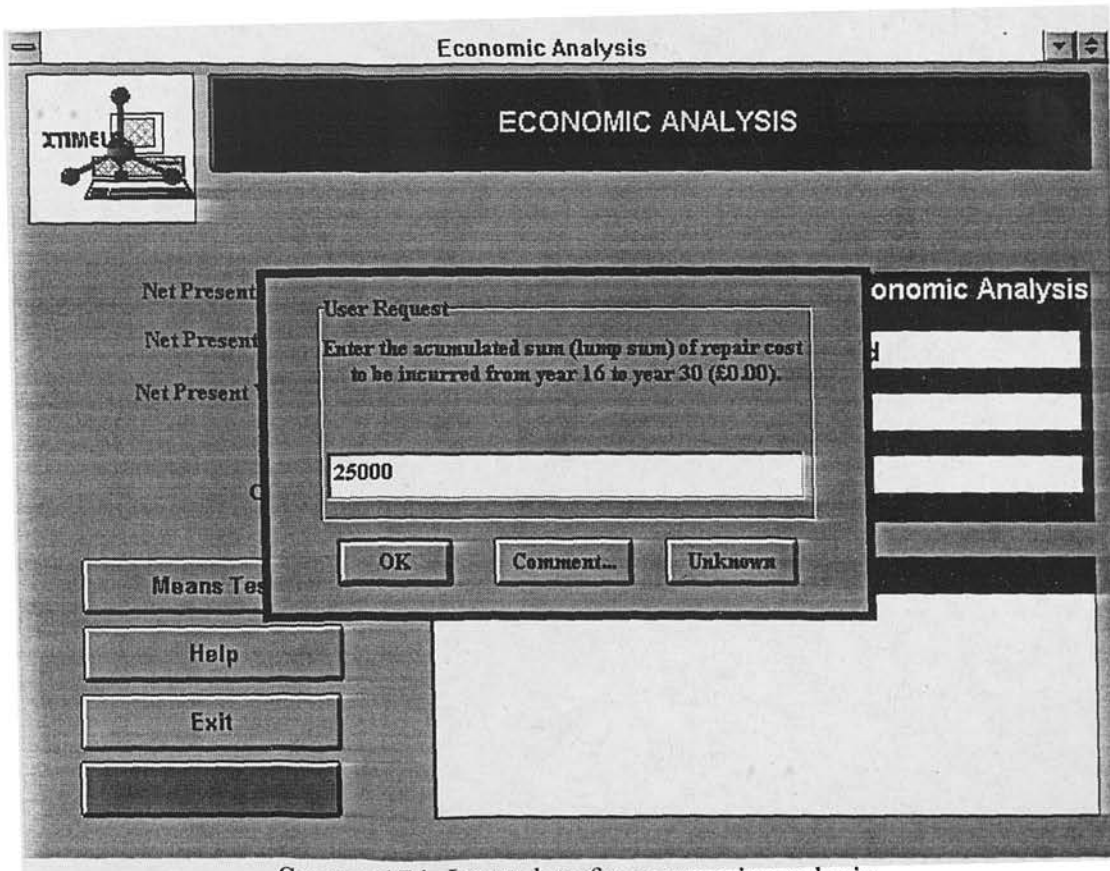 Economic Analysis
ECONOMIC ANALYSIS
Net Present
Net Present
Net Present
onomic Analysis
d
User Request
Enter the acumulated sum (lump sum) of repair cost
to be incurred from year 16 to year 30 (£0.00).
25000
OK
Comment...
Unknown
Means Tes
Help
Exit